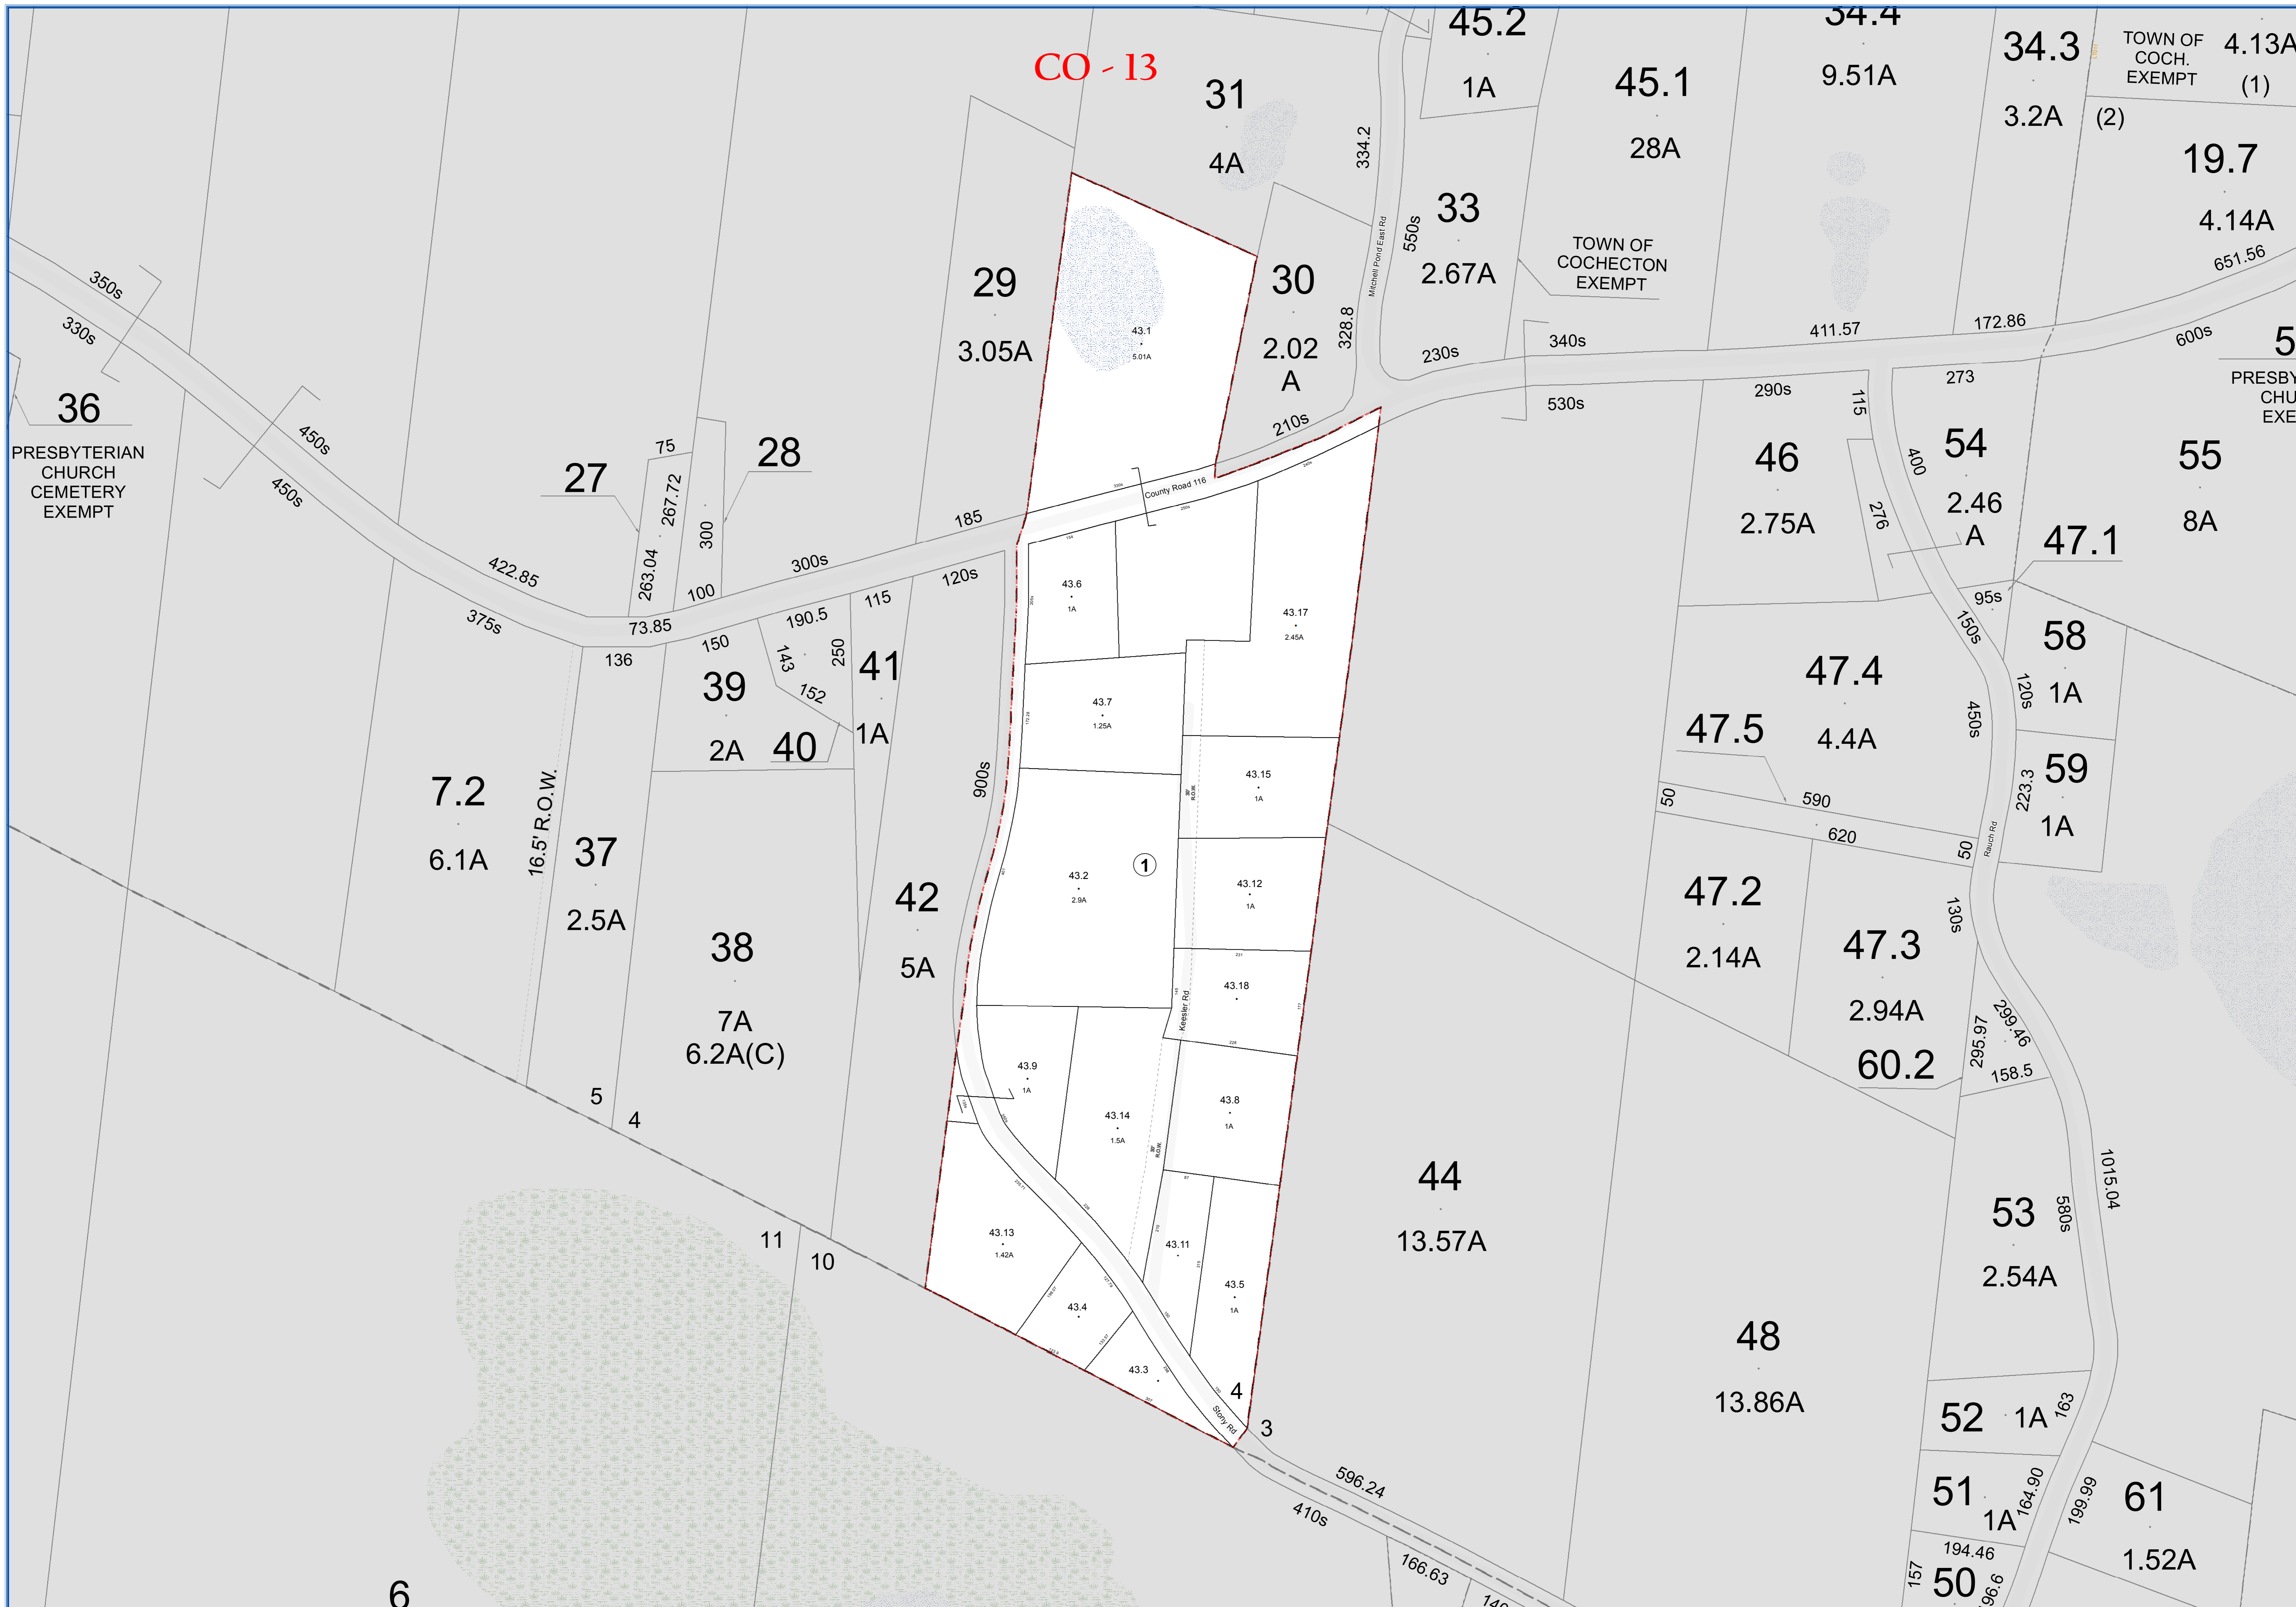 CO - 13
45.2
1A
34.4
9.51A
34.3
3.2A
TOWN OF
COCH.
EXEMPT
4.13A
(1)
(2)
31
4A
45.1
28A
19.7
4.14A
651.56
334.2
Mitchell Pond East Rd
550s
33
2.67A
TOWN OF
COCHECTON
EXEMPT
29
3.05A
43.1
5.01A
30
2.02
A
328.8
350s
330s
230s
340s
411.57
172.86
600s
530s
290s
273
115
210s
36
PRESBYTERIAN
CHURCH
CEMETERY
EXEMPT
450s
450s
27
75
28
267.72
263.04
300
46
2.75A
400
276
54
2.46
A
55
8A
47.1
County Road 116
185
300s
120s
422.85
375s
100
73.85
136
150
190.5
115
143
250
152
39
2A
40
41
1A
43.6
1A
43.17
2.45A
95s
150s
58
1A
120s
47.4
4.4A
450s
47.5
59
1A
223.3
43.7
1.25A
172.26
900s
7.2
6.1A
16.5' R.O.W.
37
2.5A
30'
R.O.W.
43.15
1A
50
590
620
50
Rauch Rd
42
5A
43.2
2.9A
1
43.12
1A
47.2
2.14A
130s
47.3
2.94A
38
7A
6.2A(C)
231
43.18
Keesler Rd
299.46
295.97
60.2
158.5
5
4
43.9
1A
43.14
1.5A
43.8
1A
30'
R.O.W.
44
13.57A
1015.04
580s
53
2.54A
11
10
43.13
1.42A
43.11
43.5
1A
43.4
43.3
48
13.86A
4
3
Stony Rd
52
1A
163
596.24
410s
51
1A
164.90
199.99
61
1.52A
194.46
157
50
166.63
6